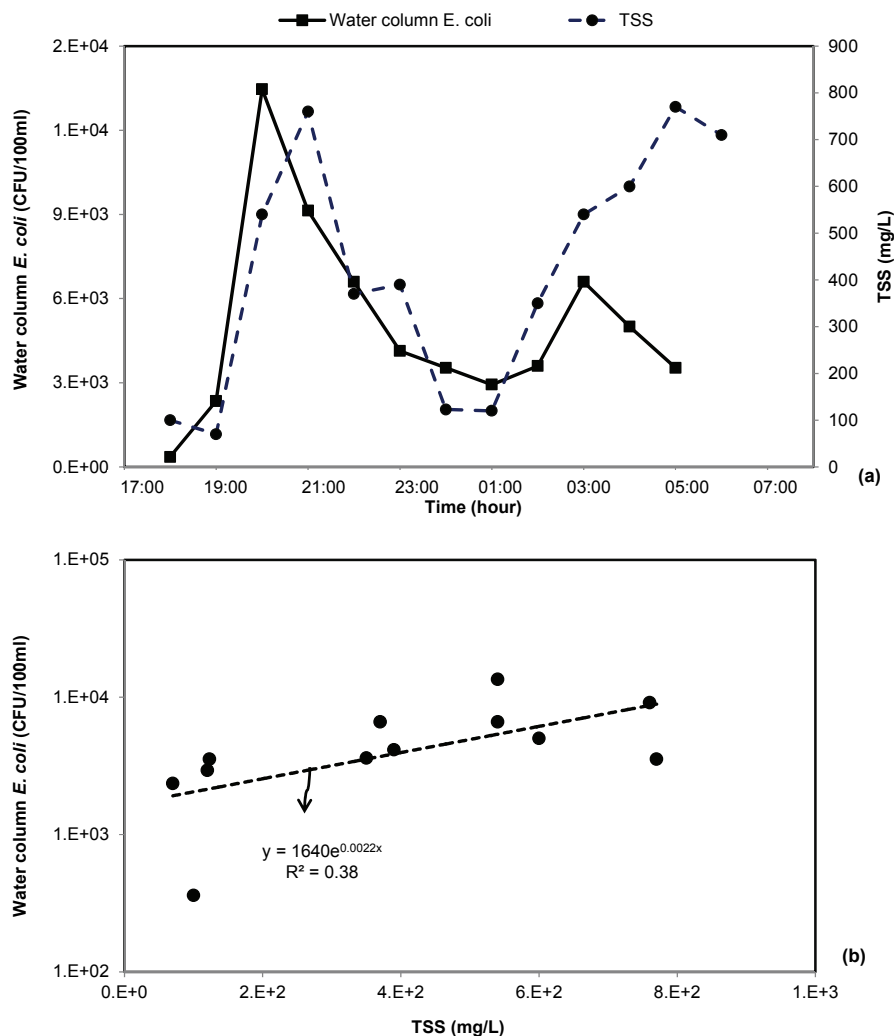 Water column E. coli TSS
2.E+04
1.E+04
9.E+03
6.E+03
3.E+03
0.E+00
Water column E. coli (CFU/100ml)
900
800
700
600
500
400
300
200
100
0
TSS (mg/L)
17:00 19:00 21:00 23:00 01:00 03:00 05:00 07:00
Time (hour)
(a)
1.E+05
1.E+04
1.E+03
1.E+02
Water column E. coli (CFU/100ml)
y = 1640e^0.0022x
R² = 0.38
(b)
0.E+0 2.E+2 4.E+2 6.E+2 8.E+2 1.E+3
TSS (mg/L)